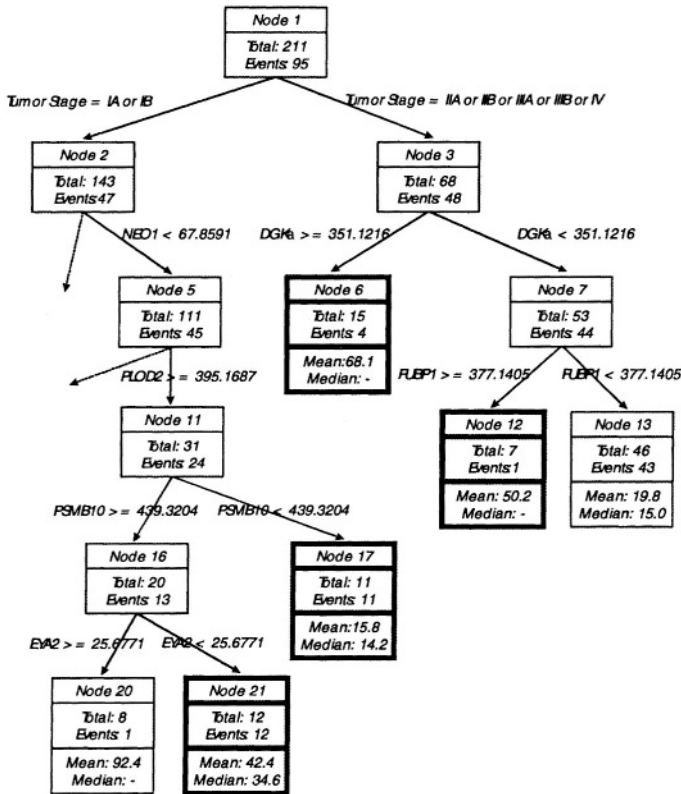 Node 1
Total: 211
Events: 95
Tumor Stage = IA or IB
Tumor Stage = IIA or IIB or IIIA or IIIB or IV
Node 2
Total: 143
Events:47
Node 3
Total: 68
Events: 48
NEO1 < 67.8591
DGKa >= 351.1216
DGKa < 351.1216
Node 5
Total: 111
Events: 45
Node 6
Total: 15
Events: 4
Mean:68.1
Median: -
Node 7
Total: 53
Events: 44
PLOD2 >= 395.1687
FUBP1 >= 377.1405
FUBP1 < 377.1405
Node 11
Total: 31
Events: 24
Node 12
Total: 7
Events:1
Mean: 50.2
Median: -
Node 13
Total: 46
Events: 43
Mean: 19.8
Median: 15.0
PSMB10 >= 439.3204
PSMB10 < 439.3204
Node 16
Total: 20
Events: 13
Node 17
Total: 11
Events: 11
Mean:15.8
Median: 14.2
EYA2 >= 25.6771
EYA2 < 25.6771
Node 20
Total: 8
Events: 1
Mean: 92.4
Median: -
Node 21
Total: 12
Events: 12
Mean: 42.4
Median: 34.6